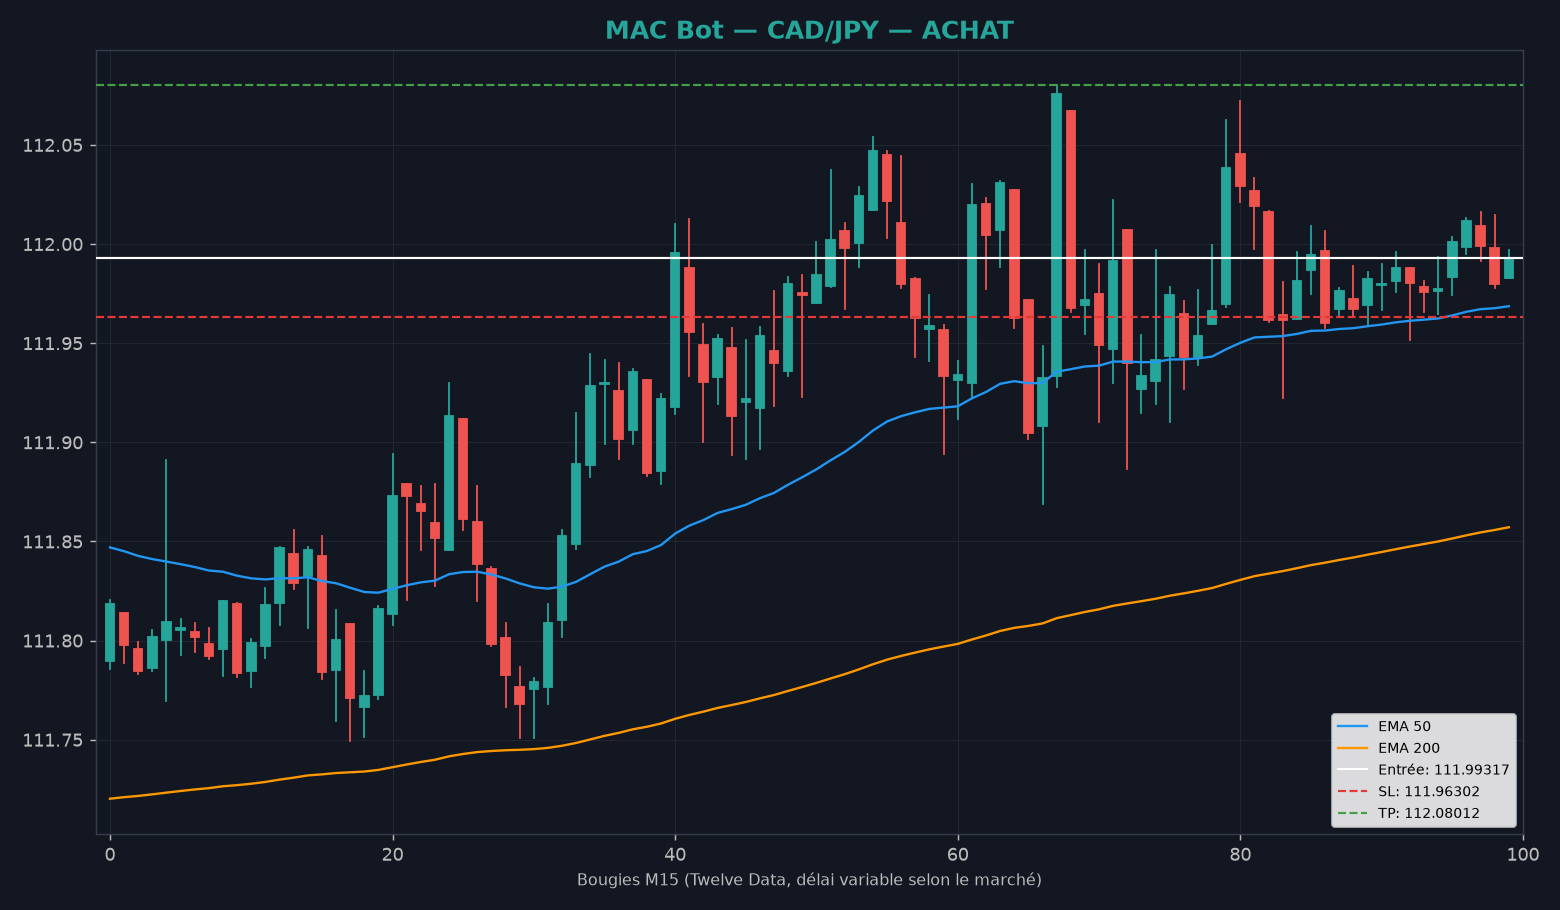 MAC Bot — CAD/JPY — ACHAT
112.05
112.00
111.95
111.90
111.85
111.80
111.75
0
20
40
60
80
100
Bougies M15 (Twelve Data, délai variable selon le marché)
EMA 50
EMA 200
Entrée: 111.99317
SL: 111.96302
TP: 112.08012